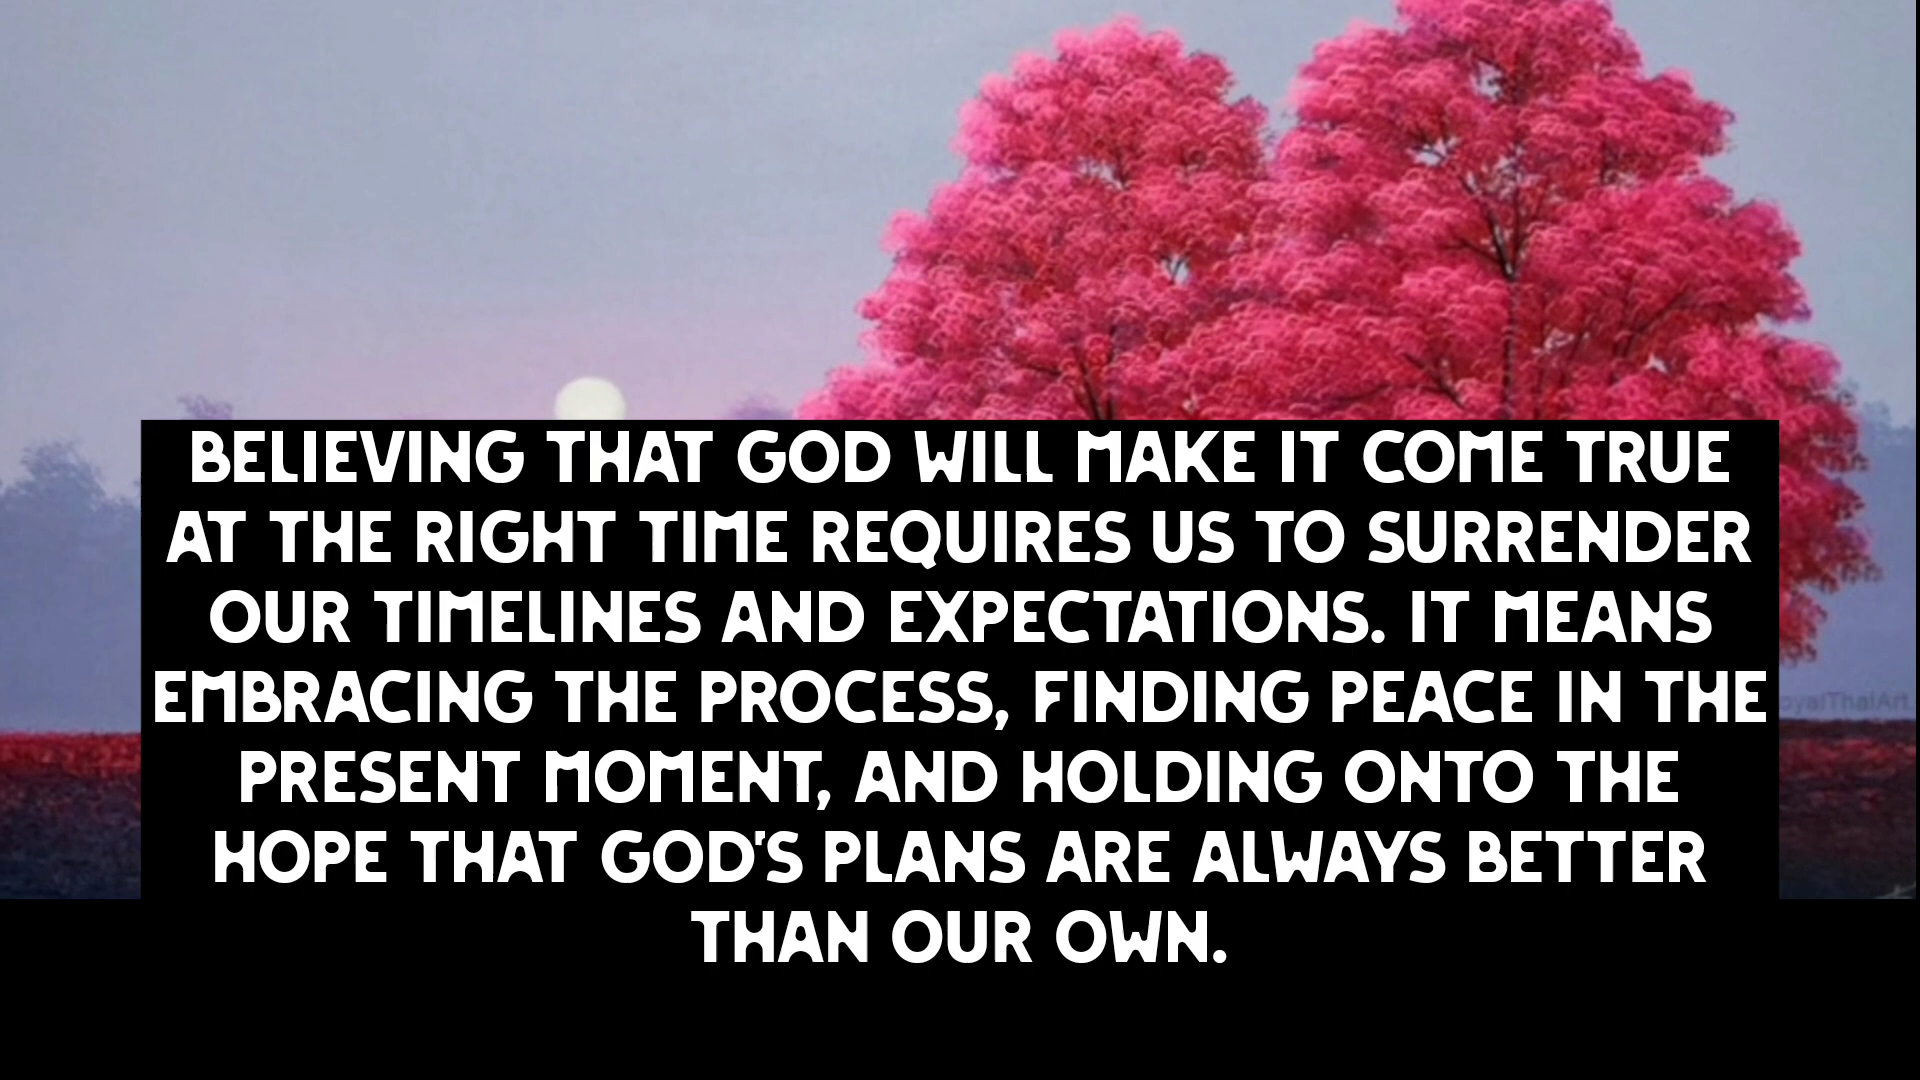 BELIEVING THAT GOD WILL MAKE IT COME TRUE
AT THE RIGHT TIME REQUIRES US TO SURRENDER
OUR TIMELINES AND EXPECTATIONS. IT MEANS
EMBRACING THE PROCESS, FINDING PEACE IN THE
oyalThaiArt
PRESENT MOMENT, AND HOLDING ONTO THE
HOPE THAT GOD'S PLANS ARE ALWAYS BETTER
THAN OUR OWN.